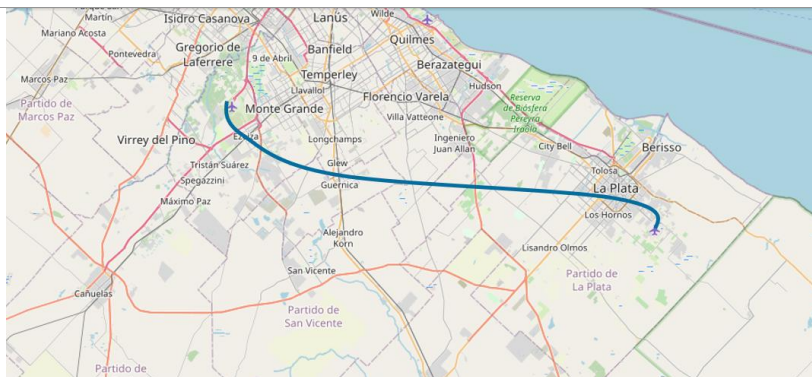 Martín
Isidro Casanova
Lanús
Wilde
Mariano Acosta
Gregorio de
Laferrere
Pontevedra
9 de Abril
Banfield
Quilmes
Temperley
Berazategui
Marcos Paz
Llavallol
Hudson
Partido de
Marcos Paz
Monte Grande
Florencio Varela
Reserva
de Biósfera
Pereyra
Iraola
Villa Vatteone
Virrey del Pino
Ezeiza
Longchamps
Ingeniero
Juan Allan
City Bell
Berisso
Tristán Suárez
Glew
Tolosa
Spegazzini
Guernica
La Plata
Máximo Paz
Los Hornos
Alejandro
Korn
Lisandro Olmos
San Vicente
Partido de
La Plata
Cañuelas
Partido de
San Vicente
Partido de